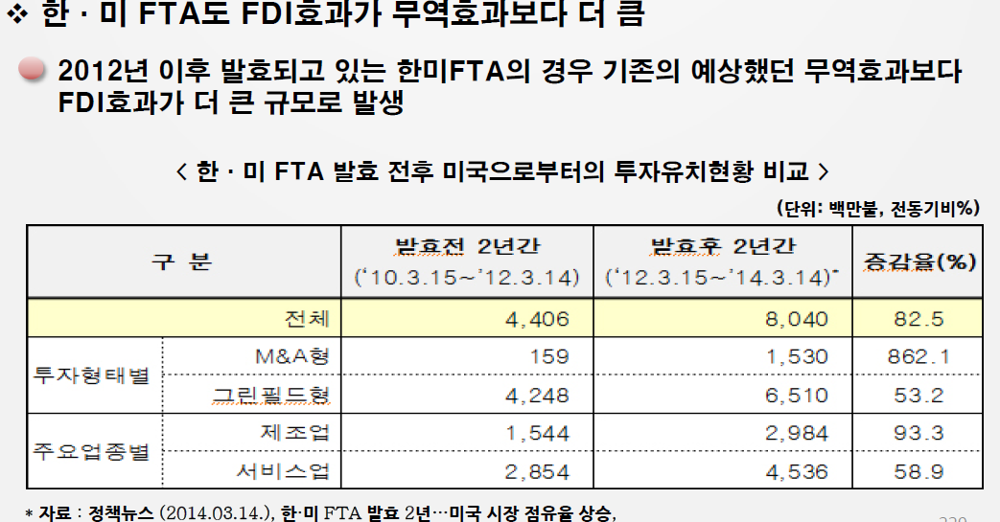 ❖ 한·미 FTA도 FDI효과가 무역효과보다 더 큼
2012년 이후 발효되고 있는 한미FTA의 경우 기존의 예상했던 무역효과보다
FDI효과가 더 큰 규모로 발생
< 한·미 FTA 발효 전후 미국으로부터의 투자유치현황 비교 >
(단위: 백만불, 전동기비%)
구 분 발효전 2년간 ('10.3.15~'12.3.14) 발효후 2년간 ('12.3.15~'14.3.14)* 증감율(%)
전체 4,406 8,040 82.5
투자형태별 M&A형 159 1,530 862.1
그린필드형 4,248 6,510 53.2
주요업종별 제조업 1,544 2,984 93.3
서비스업 2,854 4,536 58.9
* 자료 : 정책뉴스 (2014.03.14.), 한·미 FTA 발효 2년…미국 시장 점유율 상승,